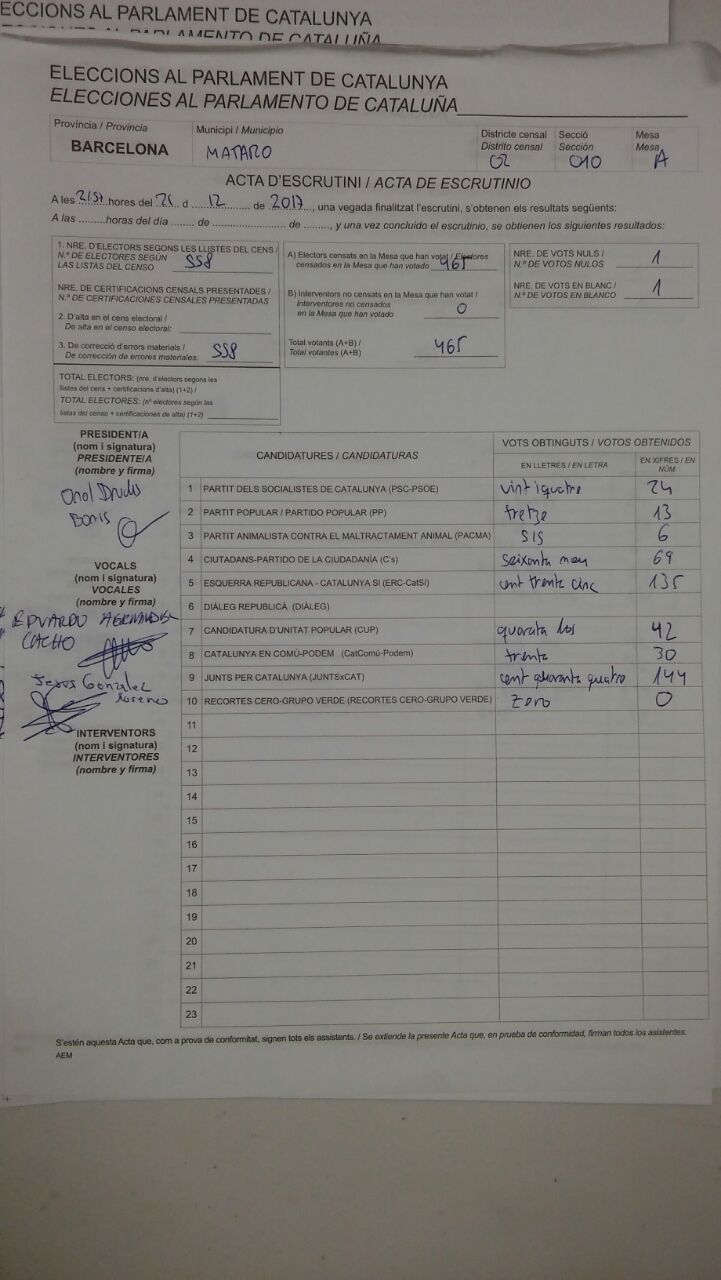 ECCIONS AL PARLAMENT DE CATALUNYA
ELECCIONS AL PARLAMENT DE CATALUNYA
ELECCIONES AL PARLAMENTO DE CATALUÑA
Província / Provincia
BARCELONA
Municipi / Municipio
MATARO
Districte censal
Distrito censal
02
Secció
Sección
010
Mesa
Mesa
A
ACTA D'ESCRUTINI / ACTA DE ESCRUTINIO
A les 21:57 hores del 21 d 12 de 2017, una vegada finalitzat l'escrutini, s'obtenen els resultats següents:
A las .........horas del día ....... de ..................... de ........, y una vez concluido el escrutinio, se obtienen los siguientes resultados:
1. NRE. D'ELECTORS SEGONS LES LLISTES DEL CENS /
N.º DE ELECTORES SEGÚN
LAS LISTAS DEL CENSO 558
NRE. DE CERTIFICACIONS CENSALS PRESENTADES /
N.º DE CERTIFICACIONES CENSALES PRESENTADAS
2. D'alta en el cens electoral /
De alta en el censo electoral:
3. De correcció d'errors materials /
De corrección de errores materiales: 558
TOTAL ELECTORS: (nre. d'electors segons les
llistes del cens + certificacions d'alta) (1+2) /
TOTAL ELECTORES: (nº electores según las
listas del censo + certificaciones de alta) (1+2)
A) Electors censats en la Mesa que han votat / Electores
censados en la Mesa que han votado 465
B) Interventors no censats en la Mesa que han votat /
Interventores no censados
en la Mesa que han votado 0
Total votants (A+B) /
Total votantes (A+B) 465
NRE. DE VOTS NULS /
N.º DE VOTOS NULOS 1
NRE. DE VOTS EN BLANC /
N.º DE VOTOS EN BLANCO 1
PRESIDENT/A
(nom i signatura)
PRESIDENTE/A
(nombre y firma)
Oriol Drudis
Bonis
VOCALS
(nom i signatura)
VOCALES
(nombre y firma)
EDUARDO
CACHO
Jesus Gonzalez
Moreno
INTERVENTORS
(nom i signatura)
INTERVENTORES
(nombre y firma)
CANDIDATURES / CANDIDATURAS
VOTS OBTINGUTS / VOTOS OBTENIDOS
EN LLETRES / EN LETRA
EN XIFRES / EN NÚM.
1 PARTIT DELS SOCIALISTES DE CATALUNYA (PSC-PSOE) vint i quatre 24
2 PARTIT POPULAR / PARTIDO POPULAR (PP) tretze 13
3 PARTIT ANIMALISTA CONTRA EL MALTRACTAMENT ANIMAL (PACMA) SIS 6
4 CIUTADANS-PARTIDO DE LA CIUDADANÍA (C's) seixanta nou 69
5 ESQUERRA REPUBLICANA - CATALUNYA SÍ (ERC-CatSí) cent trenta cinc 135
6 DIÀLEG REPUBLICÀ (DIÀLEG)
7 CANDIDATURA D'UNITAT POPULAR (CUP) quaranta dos 42
8 CATALUNYA EN COMÚ-PODEM (CatComú-Podem) trenta 30
9 JUNTS PER CATALUNYA (JUNTSxCAT) cent quaranta quatre 144
10 RECORTES CERO-GRUPO VERDE (RECORTES CERO-GRUPO VERDE) Zero 0
11
12
13
14
15
16
17
18
19
20
21
22
23
S'estén aquesta Acta que, com a prova de conformitat, signen tots els assistents. / Se extiende la presente Acta que, en prueba de conformidad, firman todos los asistentes.
AEM